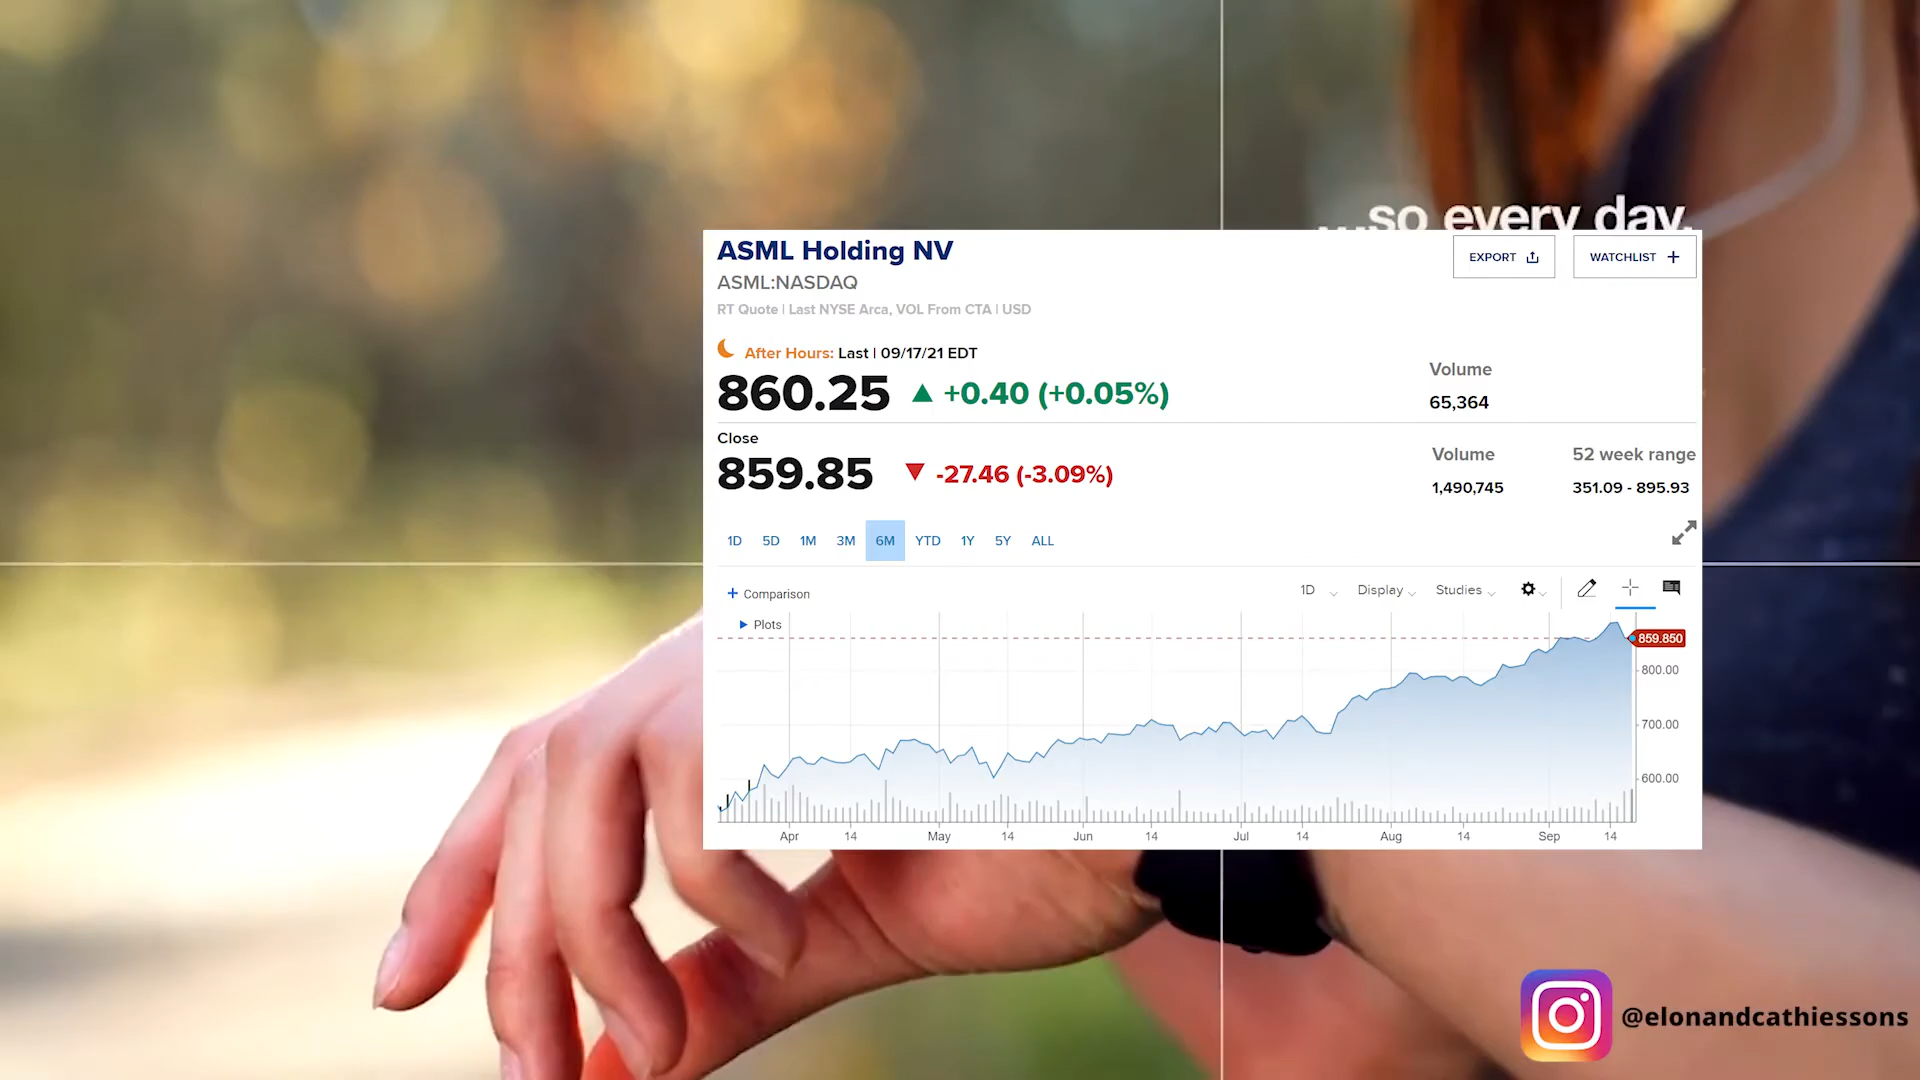 so every day.
ASML Holding NV
EXPORT
WATCHLIST +
ASML:NASDAQ
RT Quote | Last NYSE Arca, VOL From CTA | USD
After Hours: Last | 09/17/21 EDT
860.25 ▲ +0.40 (+0.05%)
Volume
65,364
Close
859.85 ▼ -27.46 (-3.09%)
Volume
1,490,745
52 week range
351.09 - 895.93
1D 5D 1M 3M 6M YTD 1Y 5Y ALL
+ Comparison
1D Display Studies
Plots
859.850
800.00
700.00
600.00
Apr 14 May 14 Jun 14 Jul 14 Aug 14 Sep 14
@elonandcathiessons